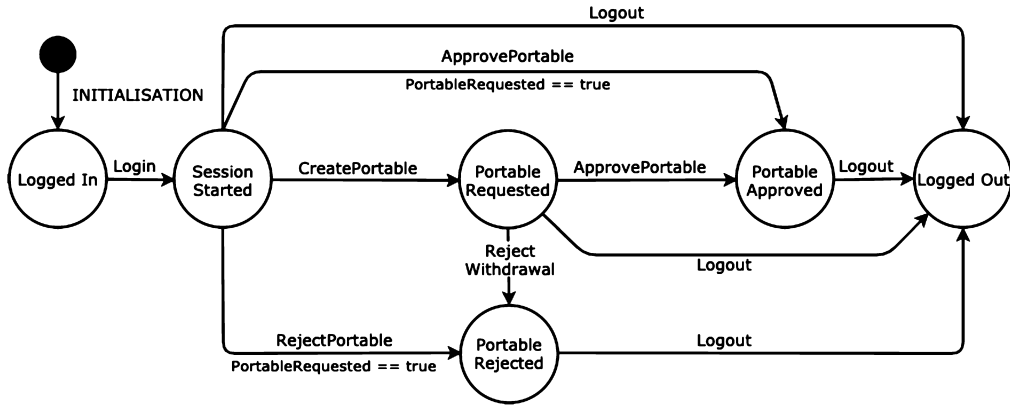 Logout
ApprovePortable
PortableRequested == true
INITIALISATION
Logged In
Login
Session
Started
CreatePortable
Portable
Requested
ApprovePortable
Portable
Approved
Logout
Logged Out
Reject
Withdrawal
Logout
RejectPortable
PortableRequested == true
Portable
Rejected
Logout